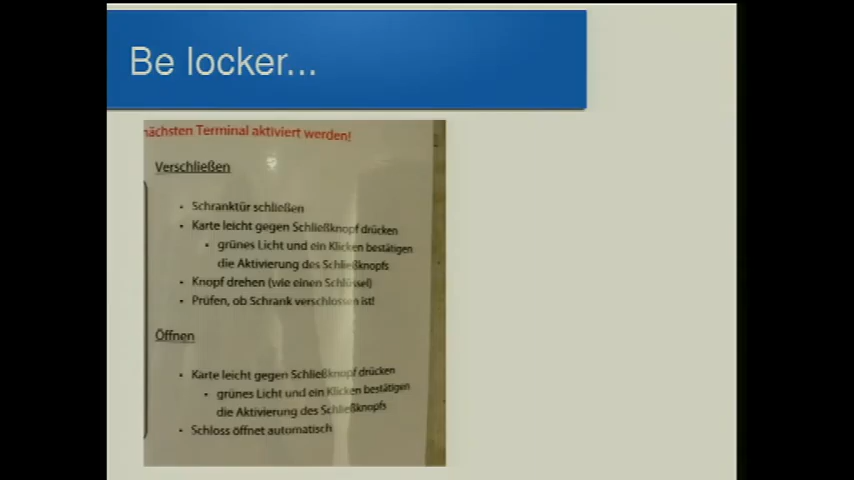 Be locker...
nächsten Terminal aktiviert werden!
Verschließen
• Schranktür schließen
• Karte leicht gegen Schließknopf drücken
• grünes Licht und ein Klicken bestätigen
die Aktivierung des Schließknopfs
• Knopf drehen (wie einen Schlüssel)
• Prüfen, ob Schrank verschlossen ist!
Öffnen
• Karte leicht gegen Schließknopf drücken
• grünes Licht und ein Klicken bestätigen
die Aktivierung des Schließknopfs
• Schloss öffnet automatisch